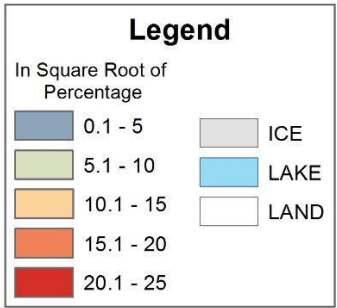 Legend
In Square Root of
Percentage
0.1 - 5
5.1 - 10
10.1 - 15
15.1 - 20
20.1 - 25
ICE
LAKE
LAND